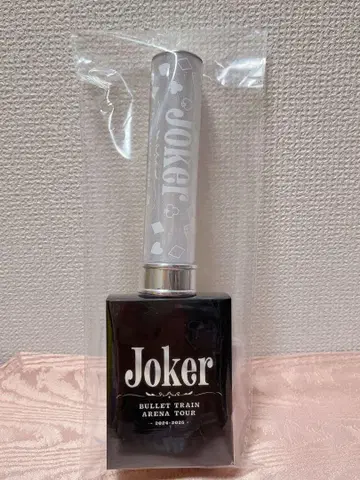 Joker
Joker
BULLET TRAIN
ARENA TOUR
- 2024-2025 -